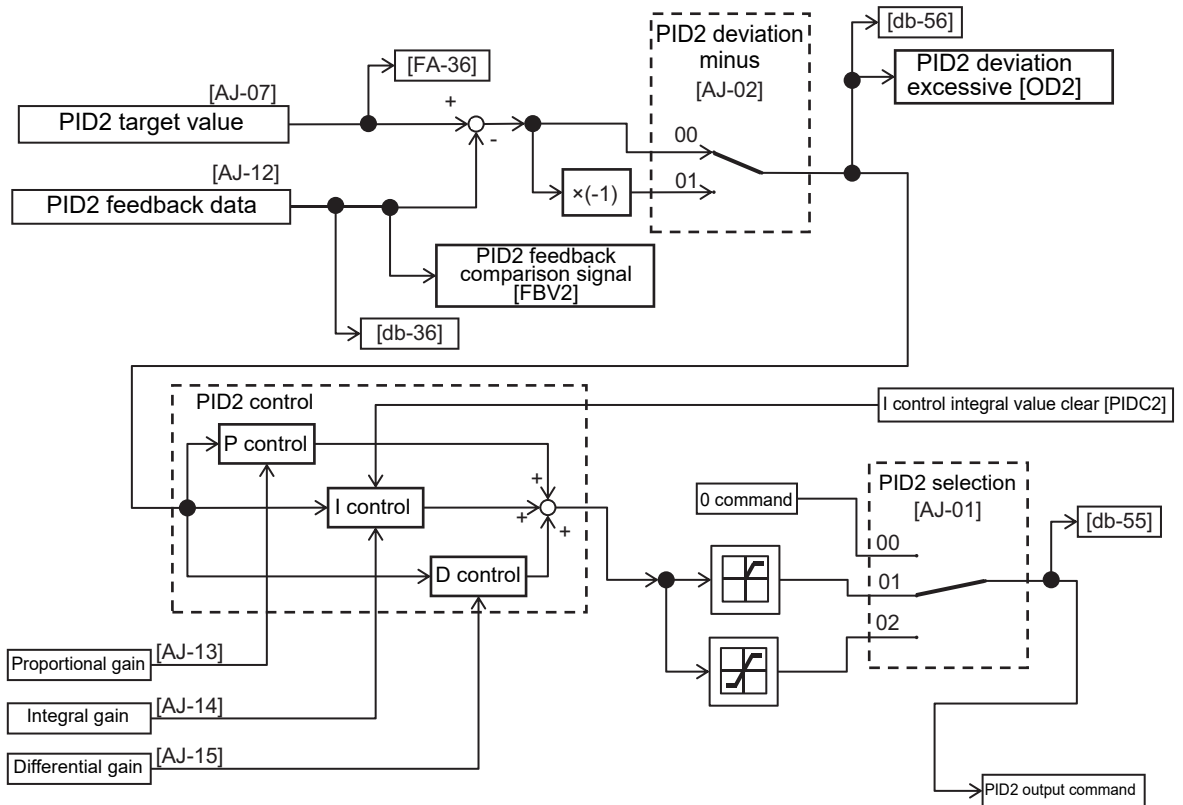 [db-56]
PID2 deviation
minus
[AJ-02]
[FA-36]
PID2 deviation
excessive [OD2]
[AJ-07]
PID2 target value
+
-
00
[AJ-12]
PID2 feedback data
×(-1)
01
PID2 feedback
comparison signal
[FBV2]
[db-36]
PID2 control
I control integral value clear [PIDC2]
P control
+
I control
+
+
D control
0 command
PID2 selection
[AJ-01]
[db-55]
00
01
02
Proportional gain
[AJ-13]
Integral gain
[AJ-14]
Differential gain
[AJ-15]
PID2 output command